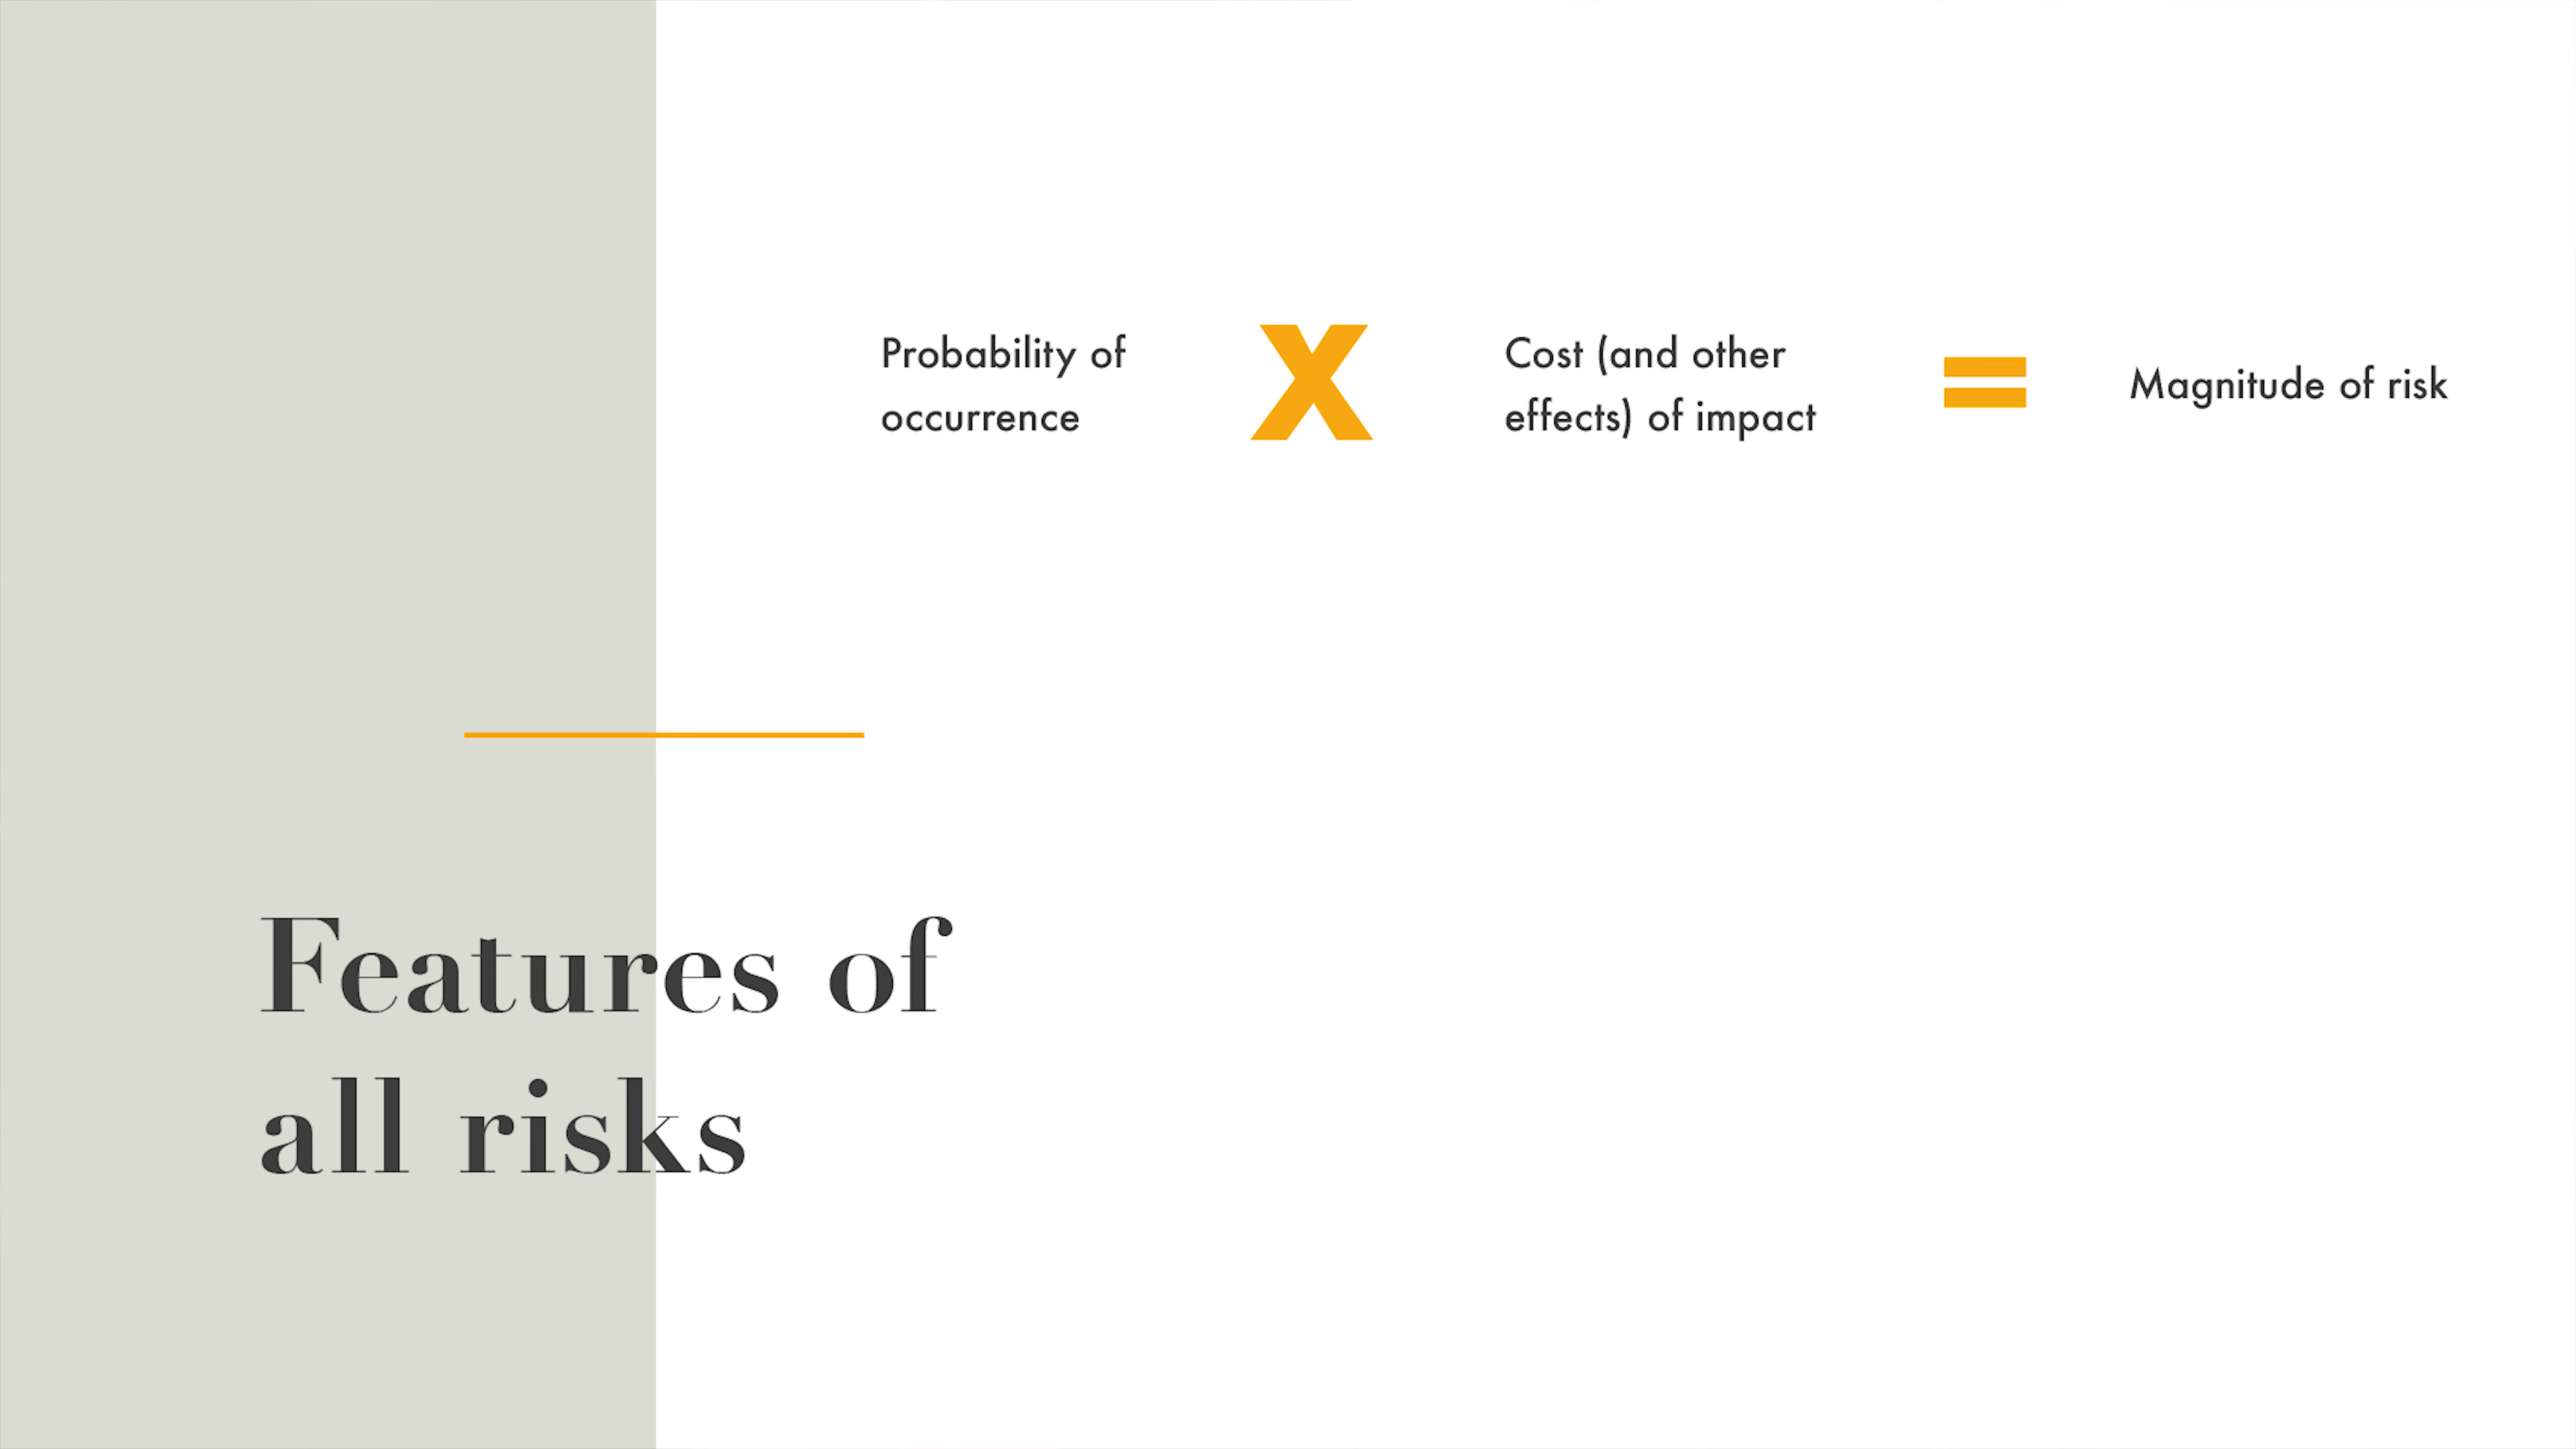 Probability of
occurrence
X
Cost (and other
effects) of impact
=
Magnitude of risk
Features of
all risks